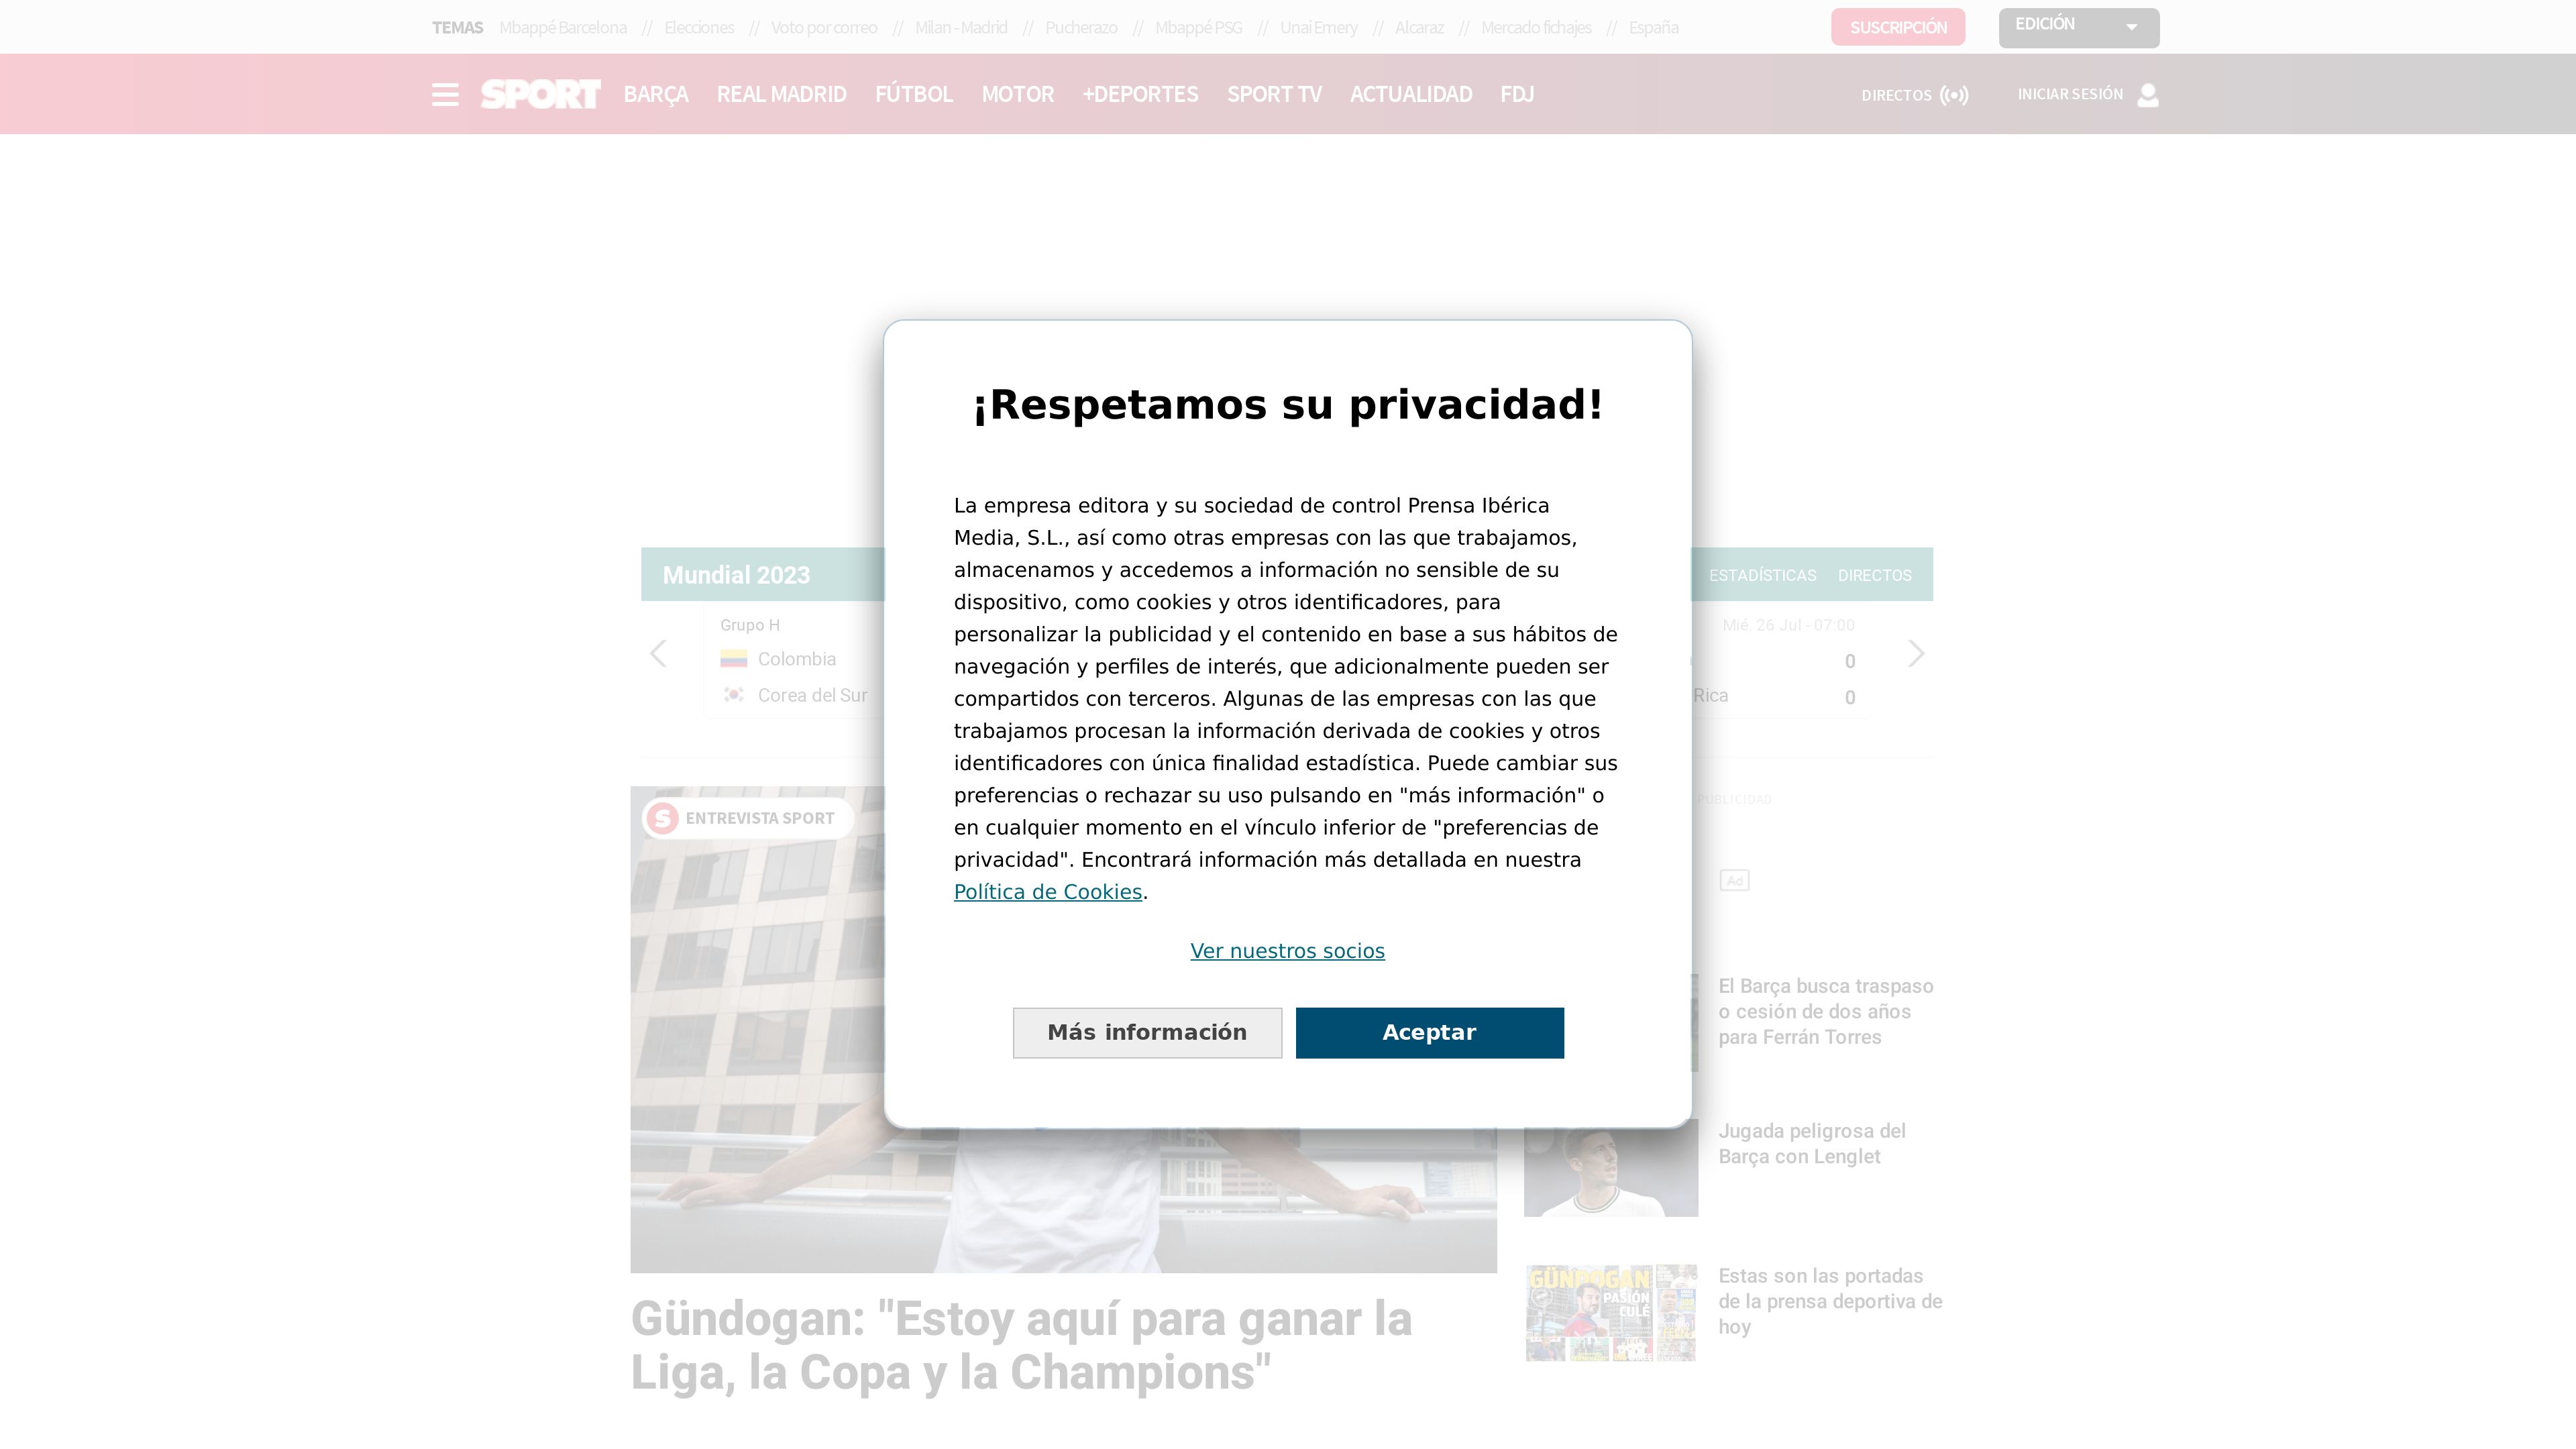 TEMAS Mbappé Barcelona // Elecciones // Voto por correo // Milan - Madrid // Pucherazo // Mbappé PSG // Unai Emery // Alcaraz // Mercado fichajes // España
SUSCRIPCIÓN
EDICIÓN
SPORT BARÇA REAL MADRID FÚTBOL MOTOR +DEPORTES SPORT TV ACTUALIDAD FDJ
DIRECTOS
INICIAR SESIÓN
¡Respetamos su privacidad!
La empresa editora y su sociedad de control Prensa Ibérica
Media, S.L., así como otras empresas con las que trabajamos,
almacenamos y accedemos a información no sensible de su
dispositivo, como cookies y otros identificadores, para
personalizar la publicidad y el contenido en base a sus hábitos de
navegación y perfiles de interés, que adicionalmente pueden ser
compartidos con terceros. Algunas de las empresas con las que
trabajamos procesan la información derivada de cookies y otros
identificadores con única finalidad estadística. Puede cambiar sus
preferencias o rechazar su uso pulsando en "más información" o
en cualquier momento en el vínculo inferior de "preferencias de
privacidad". Encontrará información más detallada en nuestra
Política de Cookies.
Ver nuestros socios
Más información
Aceptar
Mundial 2023
ESTADÍSTICAS DIRECTOS
Grupo H
Colombia
Corea del Sur
Mié. 26 Jul - 07:00
0
Rica 0
S ENTREVISTA SPORT
Gündogan: "Estoy aquí para ganar la
Liga, la Copa y la Champions"
PUBLICIDAD
Ad
El Barça busca traspaso
o cesión de dos años
para Ferrán Torres
Jugada peligrosa del
Barça con Lenglet
GÜNDOGAN
PASIÓN
CULÉ
Estas son las portadas
de la prensa deportiva de
hoy